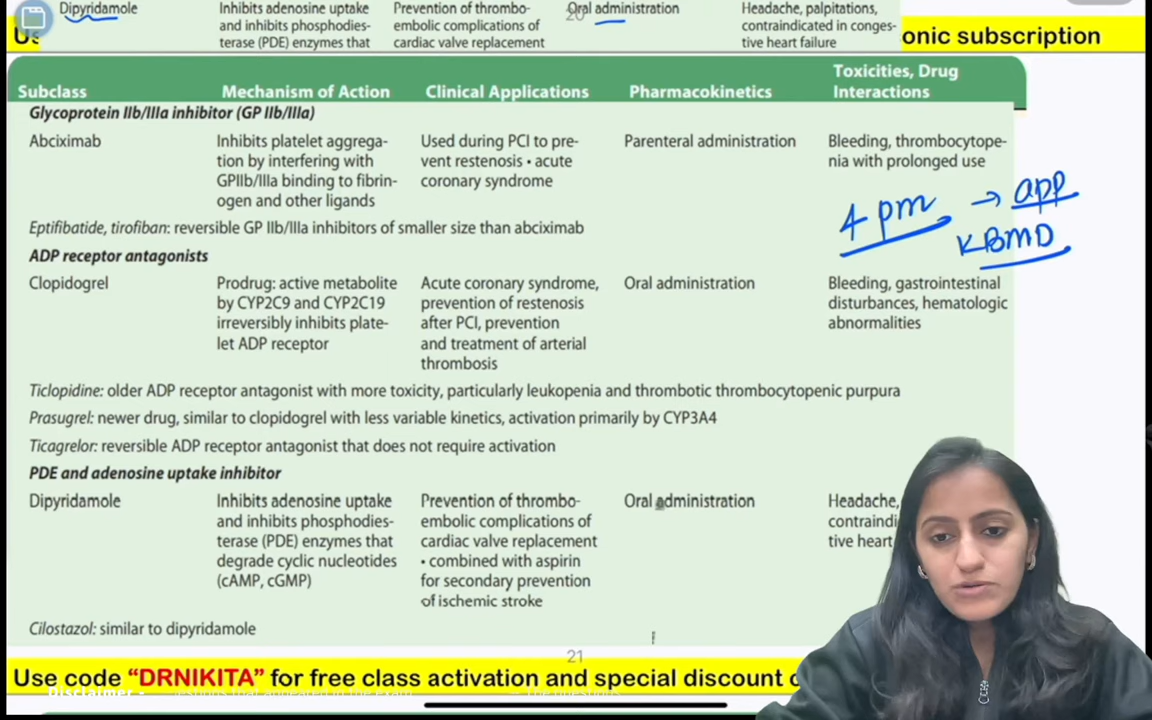 Dipyridamole Inhibits adenosine uptake Prevention of thrombo- Oral administration Headache, palpitations,
and inhibits phosphodies- embolic complications of contraindicated in conges-
terase (PDE) enzymes that cardiac valve replacement tive heart failure
20
Us onic subscription
Subclass Mechanism of Action Clinical Applications Pharmacokinetics Toxicities, Drug Interactions
Glycoprotein IIb/IIIa inhibitor (GP IIb/IIIa)
Abciximab Inhibits platelet aggrega- Used during PCI to pre- Parenteral administration Bleeding, thrombocytope-
tion by interfering with vent restenosis • acute nia with prolonged use
GPIIb/IIIa binding to fibrin- coronary syndrome
ogen and other ligands
4 pm → app
KBMD
Eptifibatide, tirofiban: reversible GP IIb/IIIa inhibitors of smaller size than abciximab
ADP receptor antagonists
Clopidogrel Prodrug: active metabolite Acute coronary syndrome, Oral administration Bleeding, gastrointestinal
by CYP2C9 and CYP2C19 prevention of restenosis disturbances, hematologic
irreversibly inhibits plate- after PCI, prevention abnormalities
let ADP receptor and treatment of arterial
thrombosis
Ticlopidine: older ADP receptor antagonist with more toxicity, particularly leukopenia and thrombotic thrombocytopenic purpura
Prasugrel: newer drug, similar to clopidogrel with less variable kinetics, activation primarily by CYP3A4
Ticagrelor: reversible ADP receptor antagonist that does not require activation
PDE and adenosine uptake inhibitor
Dipyridamole Inhibits adenosine uptake Prevention of thrombo- Oral administration Headache,
and inhibits phosphodies- embolic complications of contraindi
terase (PDE) enzymes that cardiac valve replacement tive heart
degrade cyclic nucleotides • combined with aspirin
(cAMP, cGMP) for secondary prevention
of ischemic stroke
Cilostazol: similar to dipyridamole
21
Use code “DRNIKITA” for free class activation and special discount o
Disclaimer - estions that appeared in the exam the questions